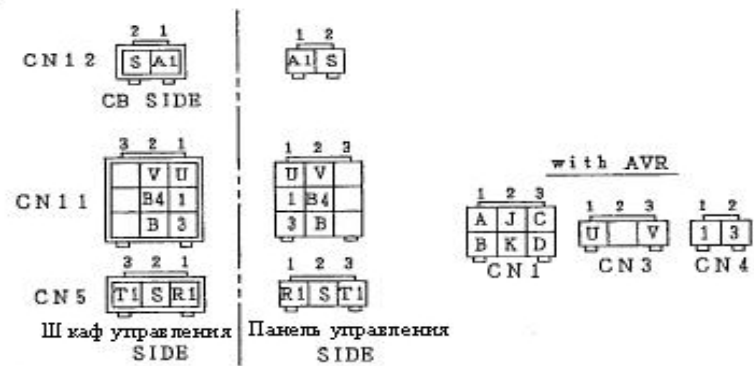 2 1
1 2
CN12
S A1
A1 S
CB SIDE
3 2 1
1 2 3
V U
U V
CN11
B4 1
1 B4
B 3
3 B
with AVR
1 2 3
1 2 3
1 2
A J C
B K D
U V
1 3
CN1
CN3
CN4
3 2 1
1 2 3
CN5
T1 S R1
R1 S T1
Шкаф управления
Панель управления
SIDE
SIDE